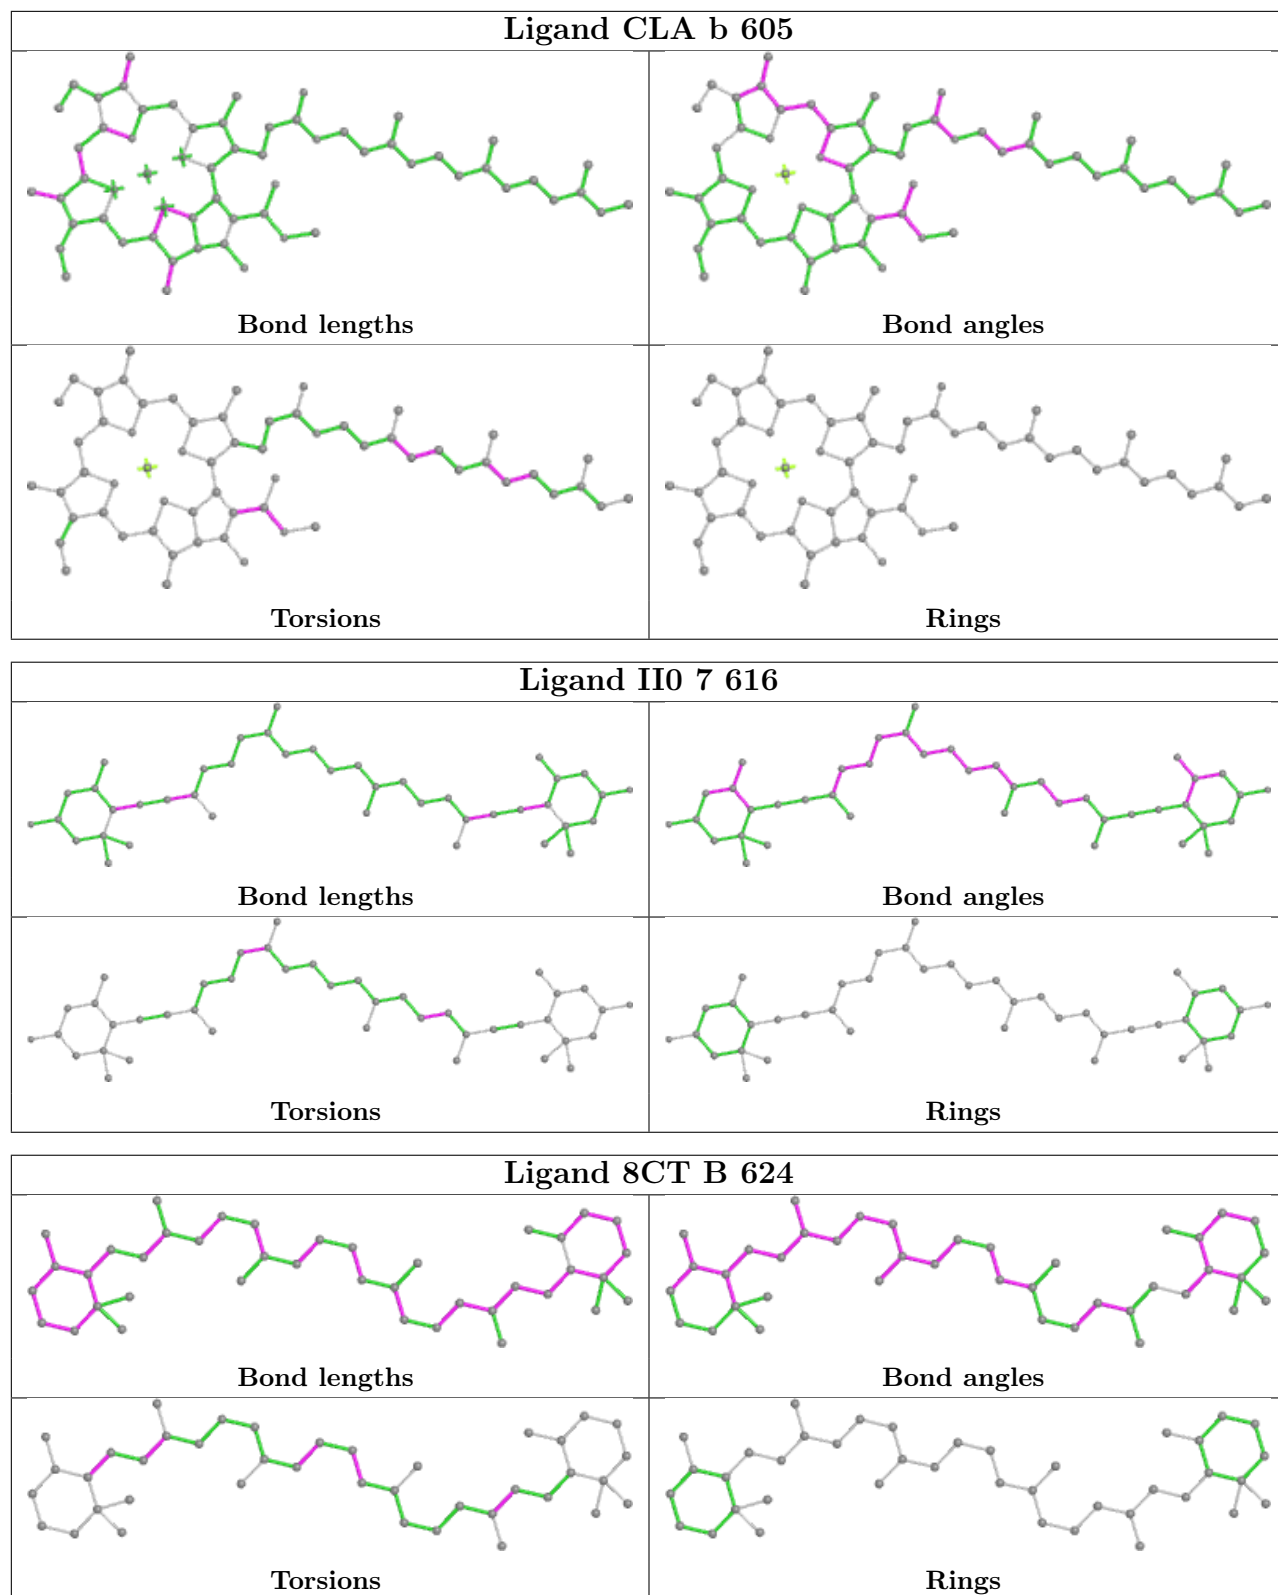 Ligand CLA b 605
Bond lengths
Bond angles
Torsions
Rings
Ligand II0 7 616
Bond lengths
Bond angles
Torsions
Rings
Ligand 8CT B 624
Bond lengths
Bond angles
Torsions
Rings